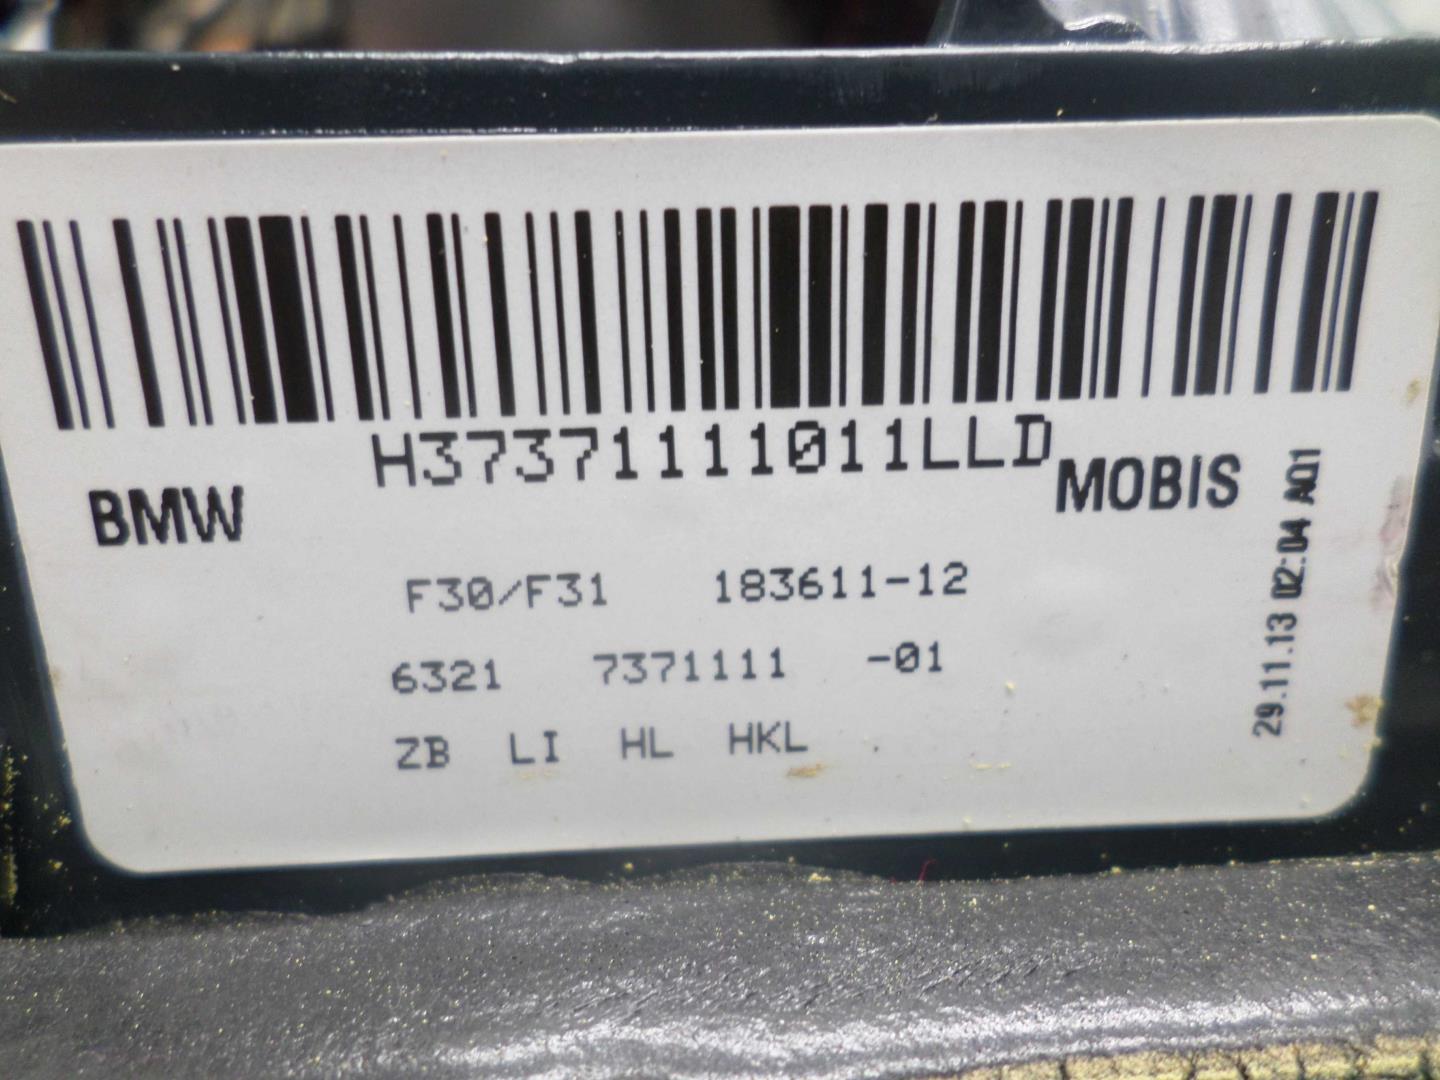 H37371111011LLD
BMW
MOBIS
F30/F31 183611-12
6321 7371111 -01
ZB LI HL HKL
29.11.13 02:04 AQ1